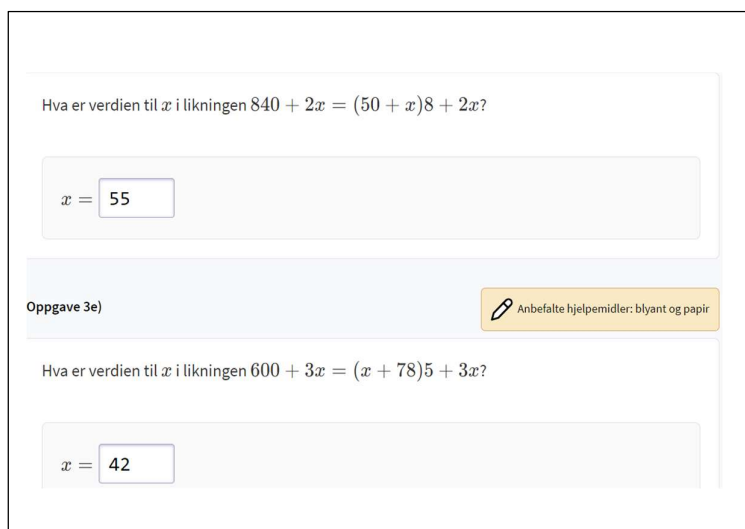 Hva er verdien til x i likningen 840 + 2x = (50 + x)8 + 2x?
x = 55
Oppgave 3e)
Anbefalte hjelpemidler: blyant og papir
Hva er verdien til x i likningen 600 + 3x = (x + 78)5 + 3x?
x = 42